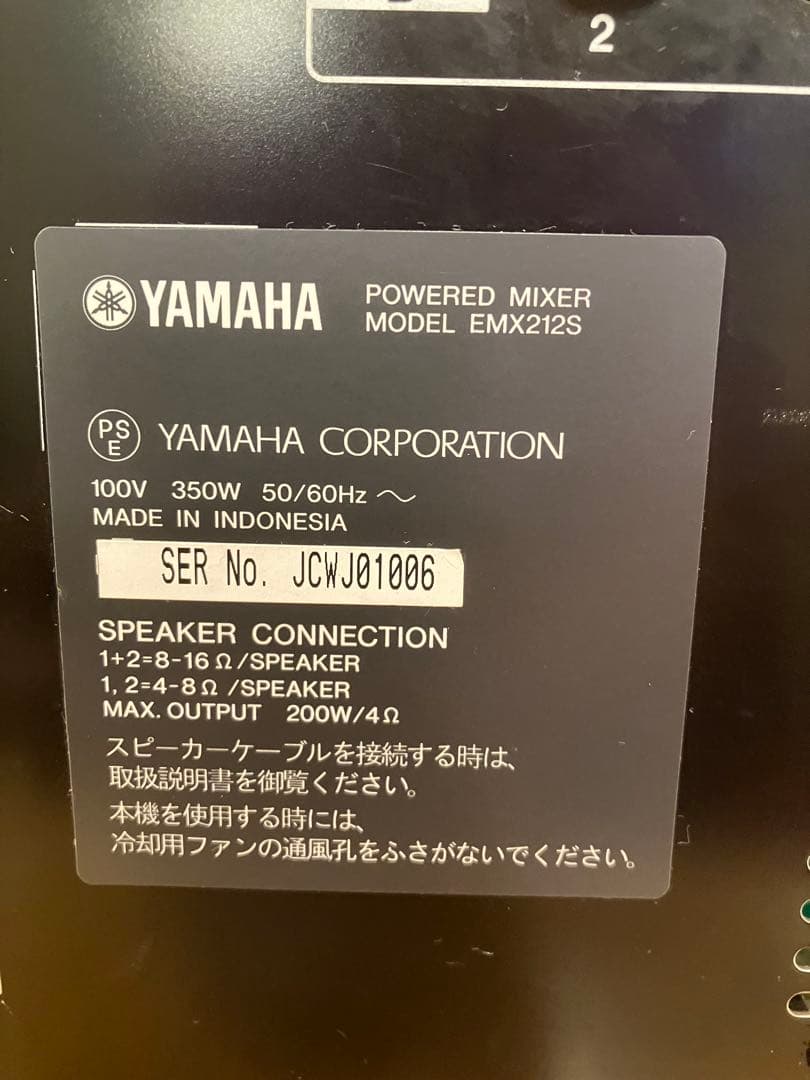 2
YAMAHA
POWERED MIXER
MODEL EMX212S
PSE
YAMAHA CORPORATION
100V 350W 50/60Hz ～
MADE IN INDONESIA
SER No. JCWJ01006
SPEAKER CONNECTION
1+2=8-16Ω/SPEAKER
1, 2=4-8Ω /SPEAKER
MAX. OUTPUT 200W/4Ω
スピーカーケーブルを接続する時は、
取扱説明書を御覧ください。
本機を使用する時には、
冷却用ファンの通風孔をふさがないでください。